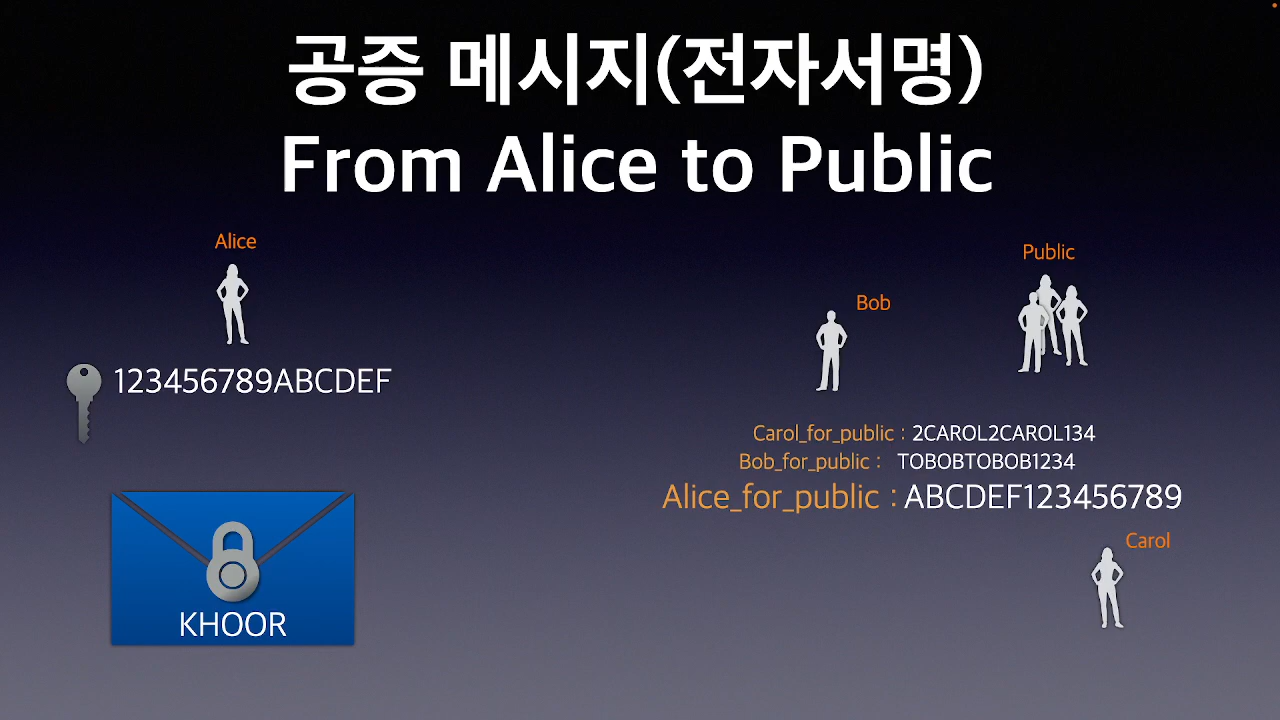 공증 메시지(전자서명)
From Alice to Public
Alice
Public
Bob
123456789ABCDEF
Carol_for_public : 2CAROL2CAROL134
Bob_for_public : TOBOBTOBOB1234
Alice_for_public : ABCDEF123456789
Carol
KHOOR